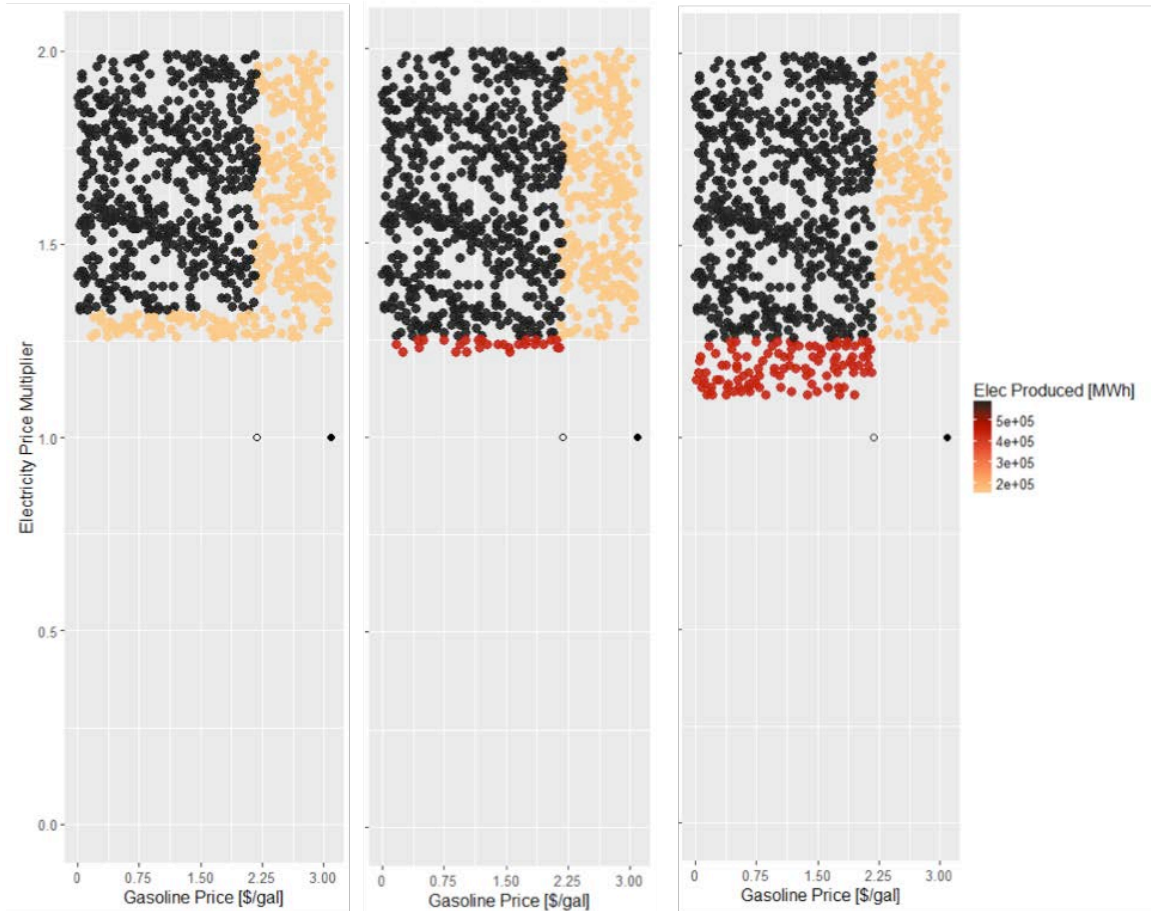 2.0
1.5
1.0
0.5
0.0
Electricity Price Multiplier
0 0.75 1.50 2.25 3.00
Gasoline Price [$/gal]
0 0.75 1.50 2.25 3.00
Gasoline Price [$/gal]
0 0.75 1.50 2.25 3.00
Gasoline Price [$/gal]
Elec Produced [MWh]
5e+05
4e+05
3e+05
2e+05